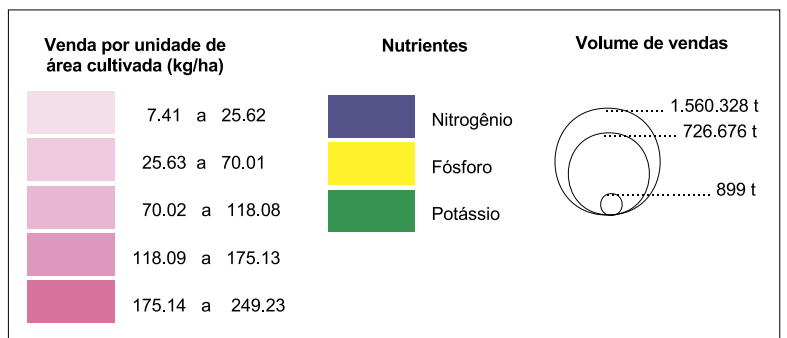 Venda por unidade de
área cultivada (kg/ha)
7.41 a 25.62
25.63 a 70.01
70.02 a 118.08
118.09 a 175.13
175.14 a 249.23
Nutrientes
Nitrogênio
Fósforo
Potássio
Volume de vendas
1.560.328 t
726.676 t
899 t